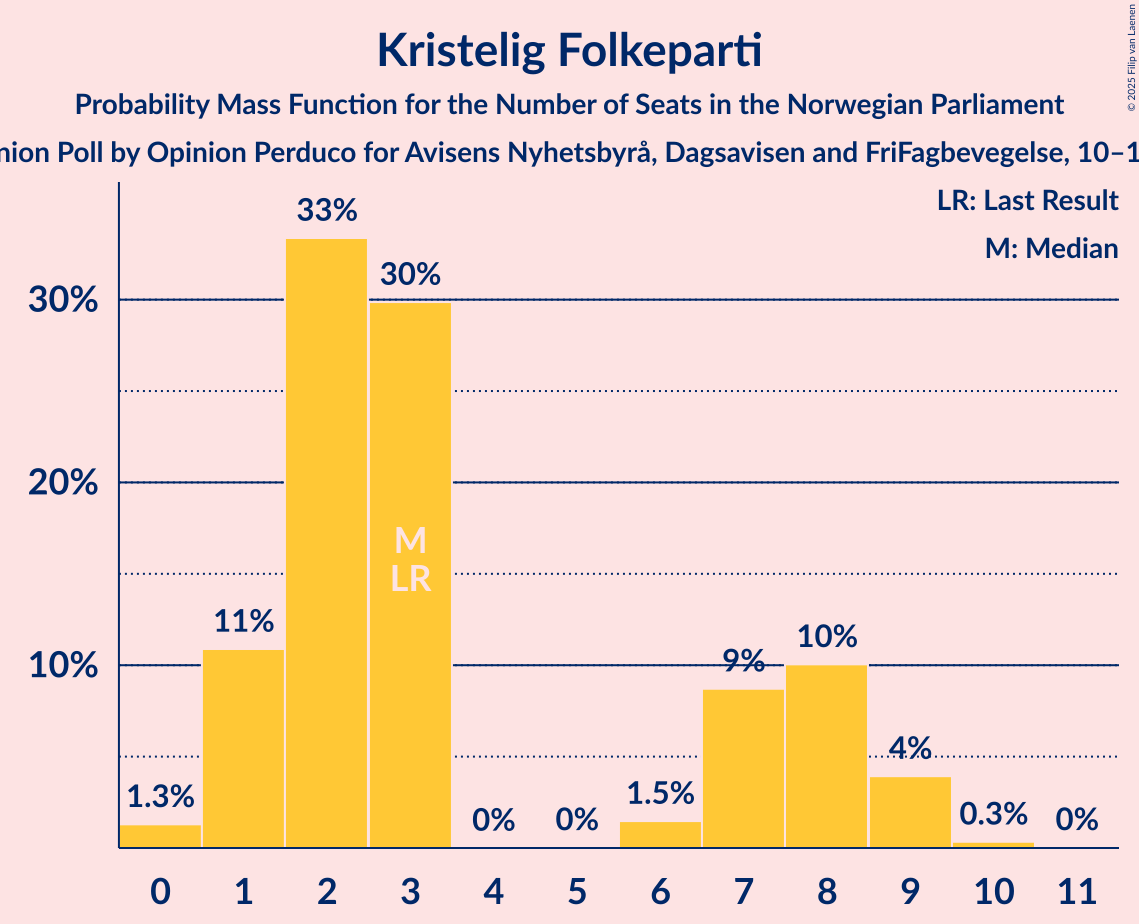 © 2025 Filip van Laenen
Kristelig Folkeparti
Probability Mass Function for the Number of Seats in the Norwegian Parliament
Poll by Opinion Perduco for Avisens Nyhetsbyrå, Dagsavisen and FriFagbevegelse,
LR: Last Result
M: Median
33%
30%
30%
20%
M
LR
11%
10%
9%
10%
4%
1.3%
0%
0%
1.5%
0.3%
0%
0 1 2 3 4 5 6 7 8 9 10 11